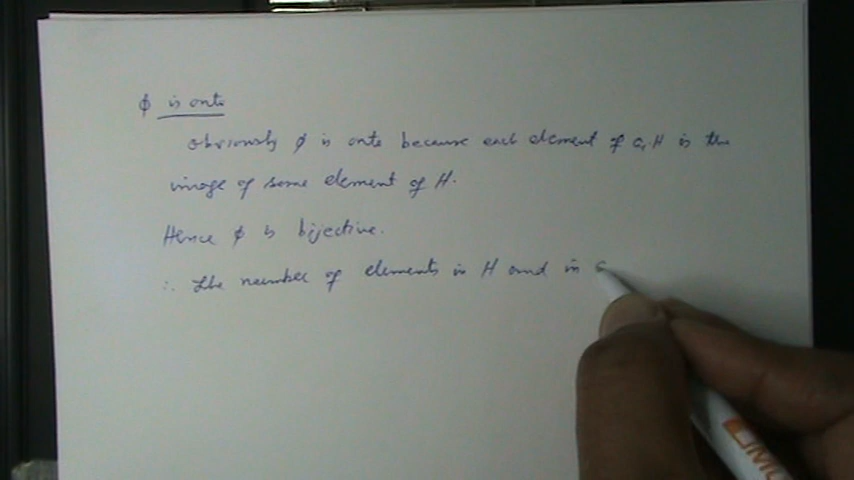 φ is onto
obviously φ is onto because each element of a₁H is the
image of some element of H.
Hence φ is bijective.
∴ The number of elements in H and in